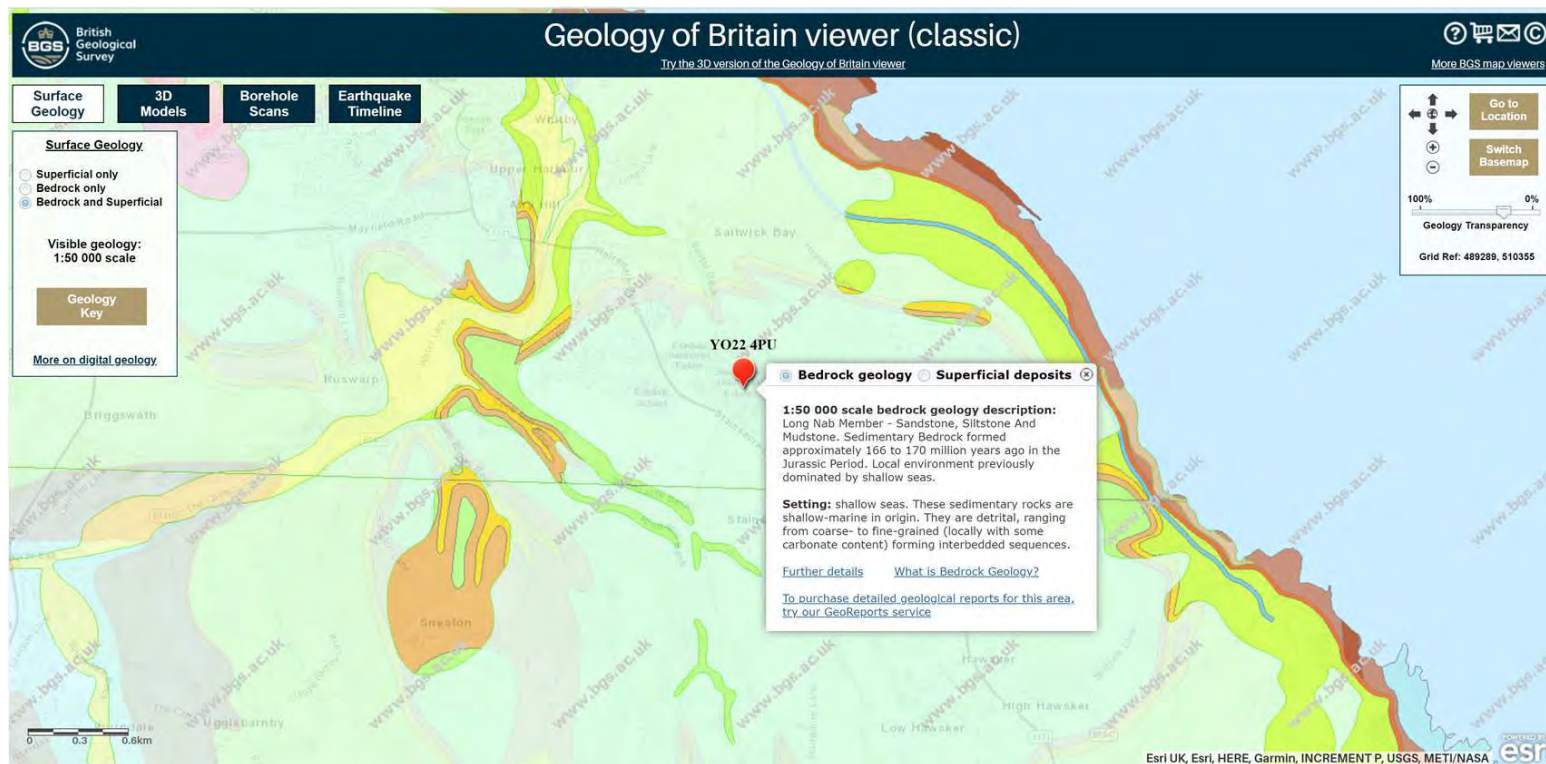 British
Geological
Survey
BGS
Geology of Britain viewer (classic)
Try the 3D version of the Geology of Britain viewer
More BGS map viewers
Surface
Geology
3D
Models
Borehole
Scans
Earthquake
Timeline
Surface Geology
Superficial only
Bedrock only
Bedrock and Superficial
Visible geology:
1:50 000 scale
Geology
Key
More on digital geology
Go to
Location
Switch
Basemap
100% 0%
Geology Transparency
Grid Ref: 489289, 510355
Whitby
Upper Harbour
Mayfield Road
Saltwick Bay
Ruswarp
Briggswath
Sneaton
Uggisbarnby
Hawsker
High Hawsker
Low Hawsker
YO22 4PU
Bedrock geology Superficial deposits
1:50 000 scale bedrock geology description:
Long Nab Member - Sandstone, Siltstone And
Mudstone. Sedimentary Bedrock formed
approximately 166 to 170 million years ago in the
Jurassic Period. Local environment previously
dominated by shallow seas.
Setting: shallow seas. These sedimentary rocks are
shallow-marine in origin. They are detrital, ranging
from coarse- to fine-grained (locally with some
carbonate content) forming interbedded sequences.
Further details What is Bedrock Geology?
To purchase detailed geological reports for this area,
try our GeoReports service
www.bgs.ac.uk
0 0.3 0.6km
Esri UK, Esri, HERE, Garmin, INCREMENT P, USGS, METI/NASA
POWERED BY
esri